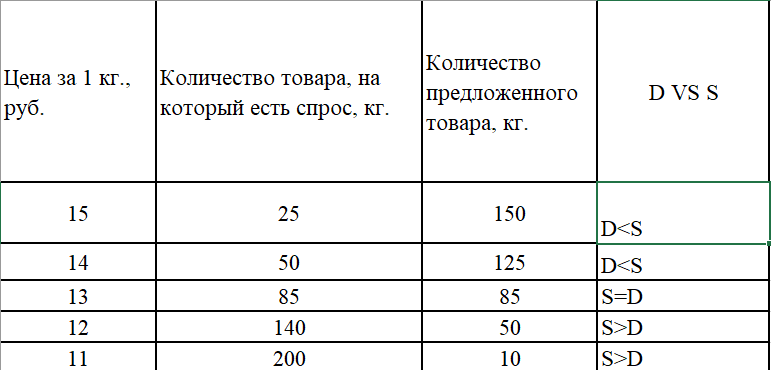 Цена за 1 кг.,
руб.
Количество товара, на
который есть спрос, кг.
Количество
предложенного
товара, кг.
D VS S
15 25 150 D<S
14 50 125 D<S
13 85 85 S=D
12 140 50 S>D
11 200 10 S>D